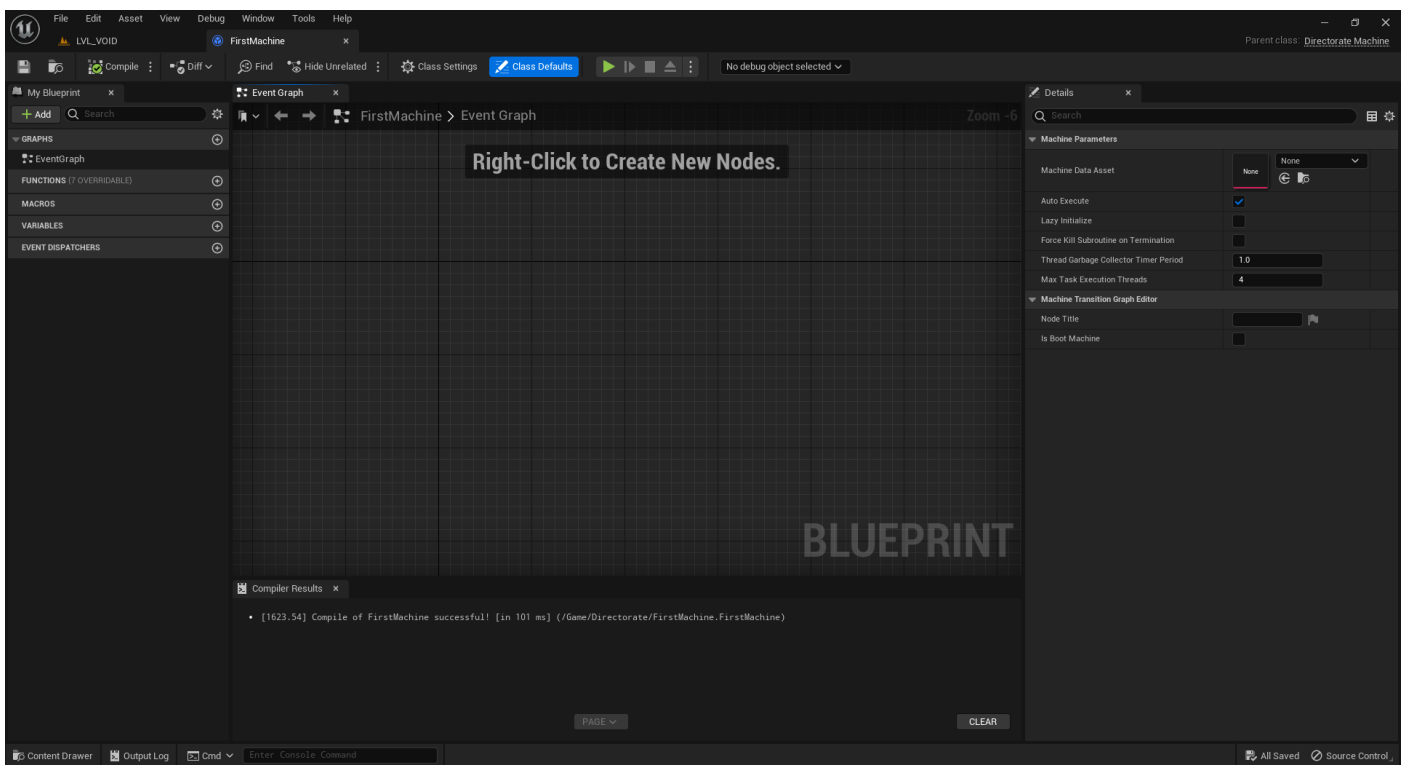 File Edit Asset View Debug Window Tools Help
LVL_VOID
FirstMachine
Parent class: Directorate Machine
Compile
Diff
Find
Hide Unrelated
Class Settings
Class Defaults
No debug object selected
My Blueprint
Add
Search
GRAPHS
EventGraph
FUNCTIONS (7 OVERRIDABLE)
MACROS
VARIABLES
EVENT DISPATCHERS
Event Graph
FirstMachine > Event Graph
Zoom -6
Right-Click to Create New Nodes.
BLUEPRINT
Compiler Results
• [1623.54] Compile of FirstMachine successful! [in 101 ms] (/Game/Directorate/FirstMachine.FirstMachine)
PAGE
CLEAR
Details
Search
Machine Parameters
Machine Data Asset None None
Auto Execute
Lazy Initialize
Force Kill Subroutine on Termination
Thread Garbage Collector Timer Period 1.0
Max Task Execution Threads 4
Machine Transition Graph Editor
Node Title
Is Boot Machine
Content Drawer
Output Log
Cmd
Enter Console Command
All Saved
Source Control